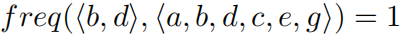 freq(⟨b, d⟩, ⟨a, b, d, c, e, g⟩) = 1